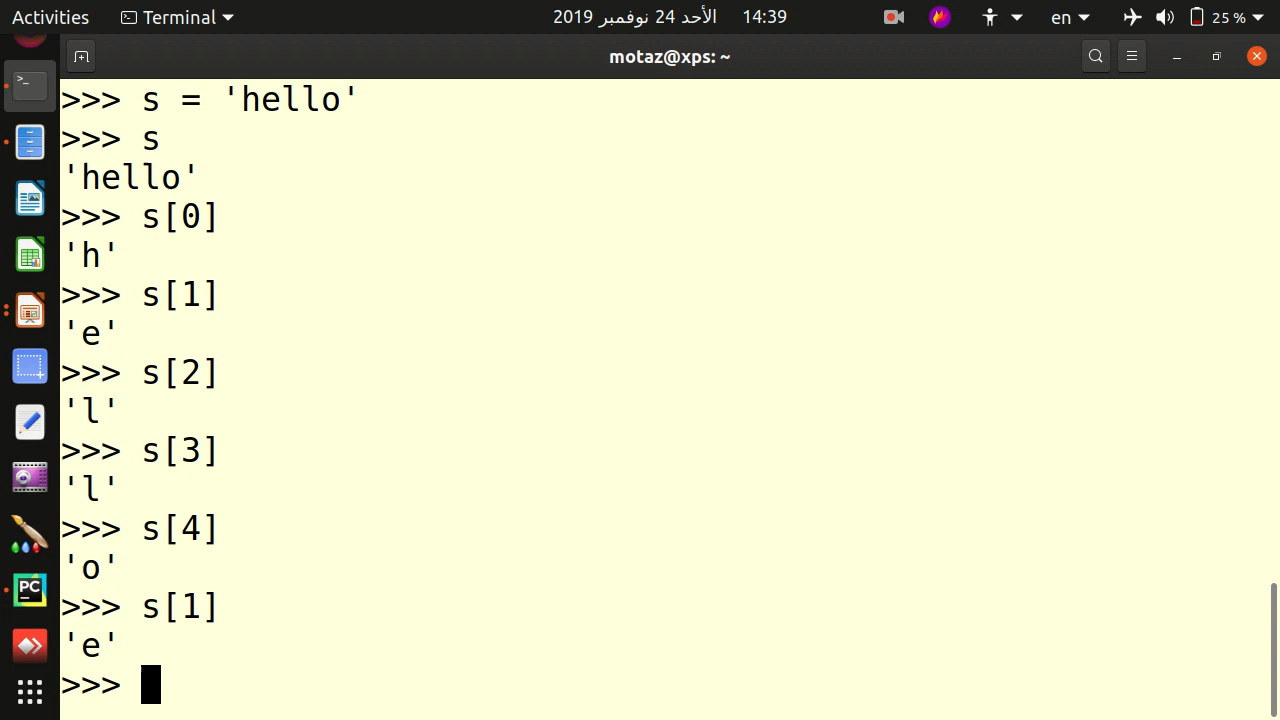 Activities Terminal الأحد 24 نوفمبر 2019 14:39 en 25 %
motaz@xps: ~
>>> s = 'hello'
>>> s
'hello'
>>> s[0]
'h'
>>> s[1]
'e'
>>> s[2]
'l'
>>> s[3]
'l'
>>> s[4]
'o'
>>> s[1]
'e'
>>>
PC